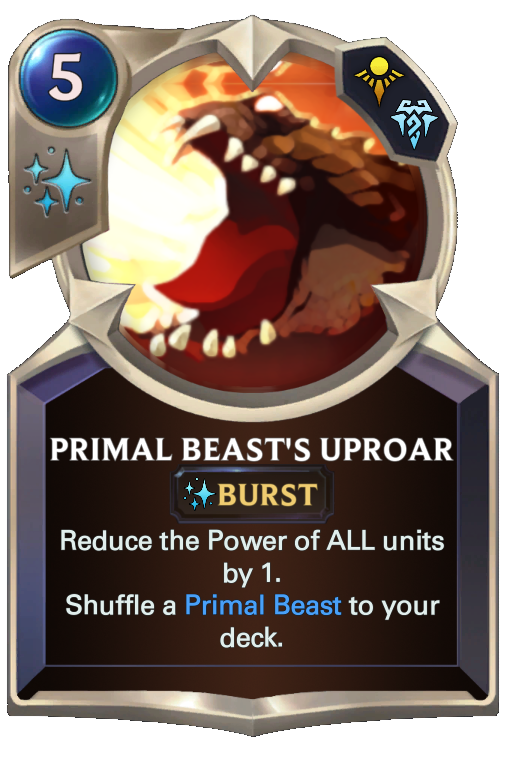 5
PRIMAL BEAST'S UPROAR
BURST
Reduce the Power of ALL units
by 1.
Shuffle a Primal Beast to your
deck.